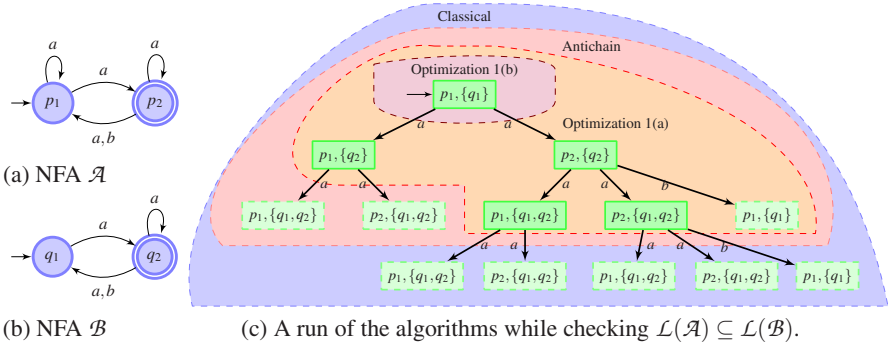 Classical
Antichain
Optimization 1(b)
p₁,{q₁}
a a
Optimization 1(a)
p₁,{q₂} p₂,{q₂}
a a a a b
p₁,{q₁,q₂} p₂,{q₁,q₂} p₁,{q₁,q₂} p₂,{q₁,q₂} p₁,{q₁}
a a a a b
p₁,{q₁,q₂} p₂,{q₁,q₂} p₁,{q₁,q₂} p₂,{q₁,q₂} p₁,{q₁}
a a
a
p₁ p₂
a,b
(a) NFA 𝒜
a
a
q₁ q₂
a,b
(b) NFA ℬ
(c) A run of the algorithms while checking ℒ(𝒜) ⊆ ℒ(ℬ).